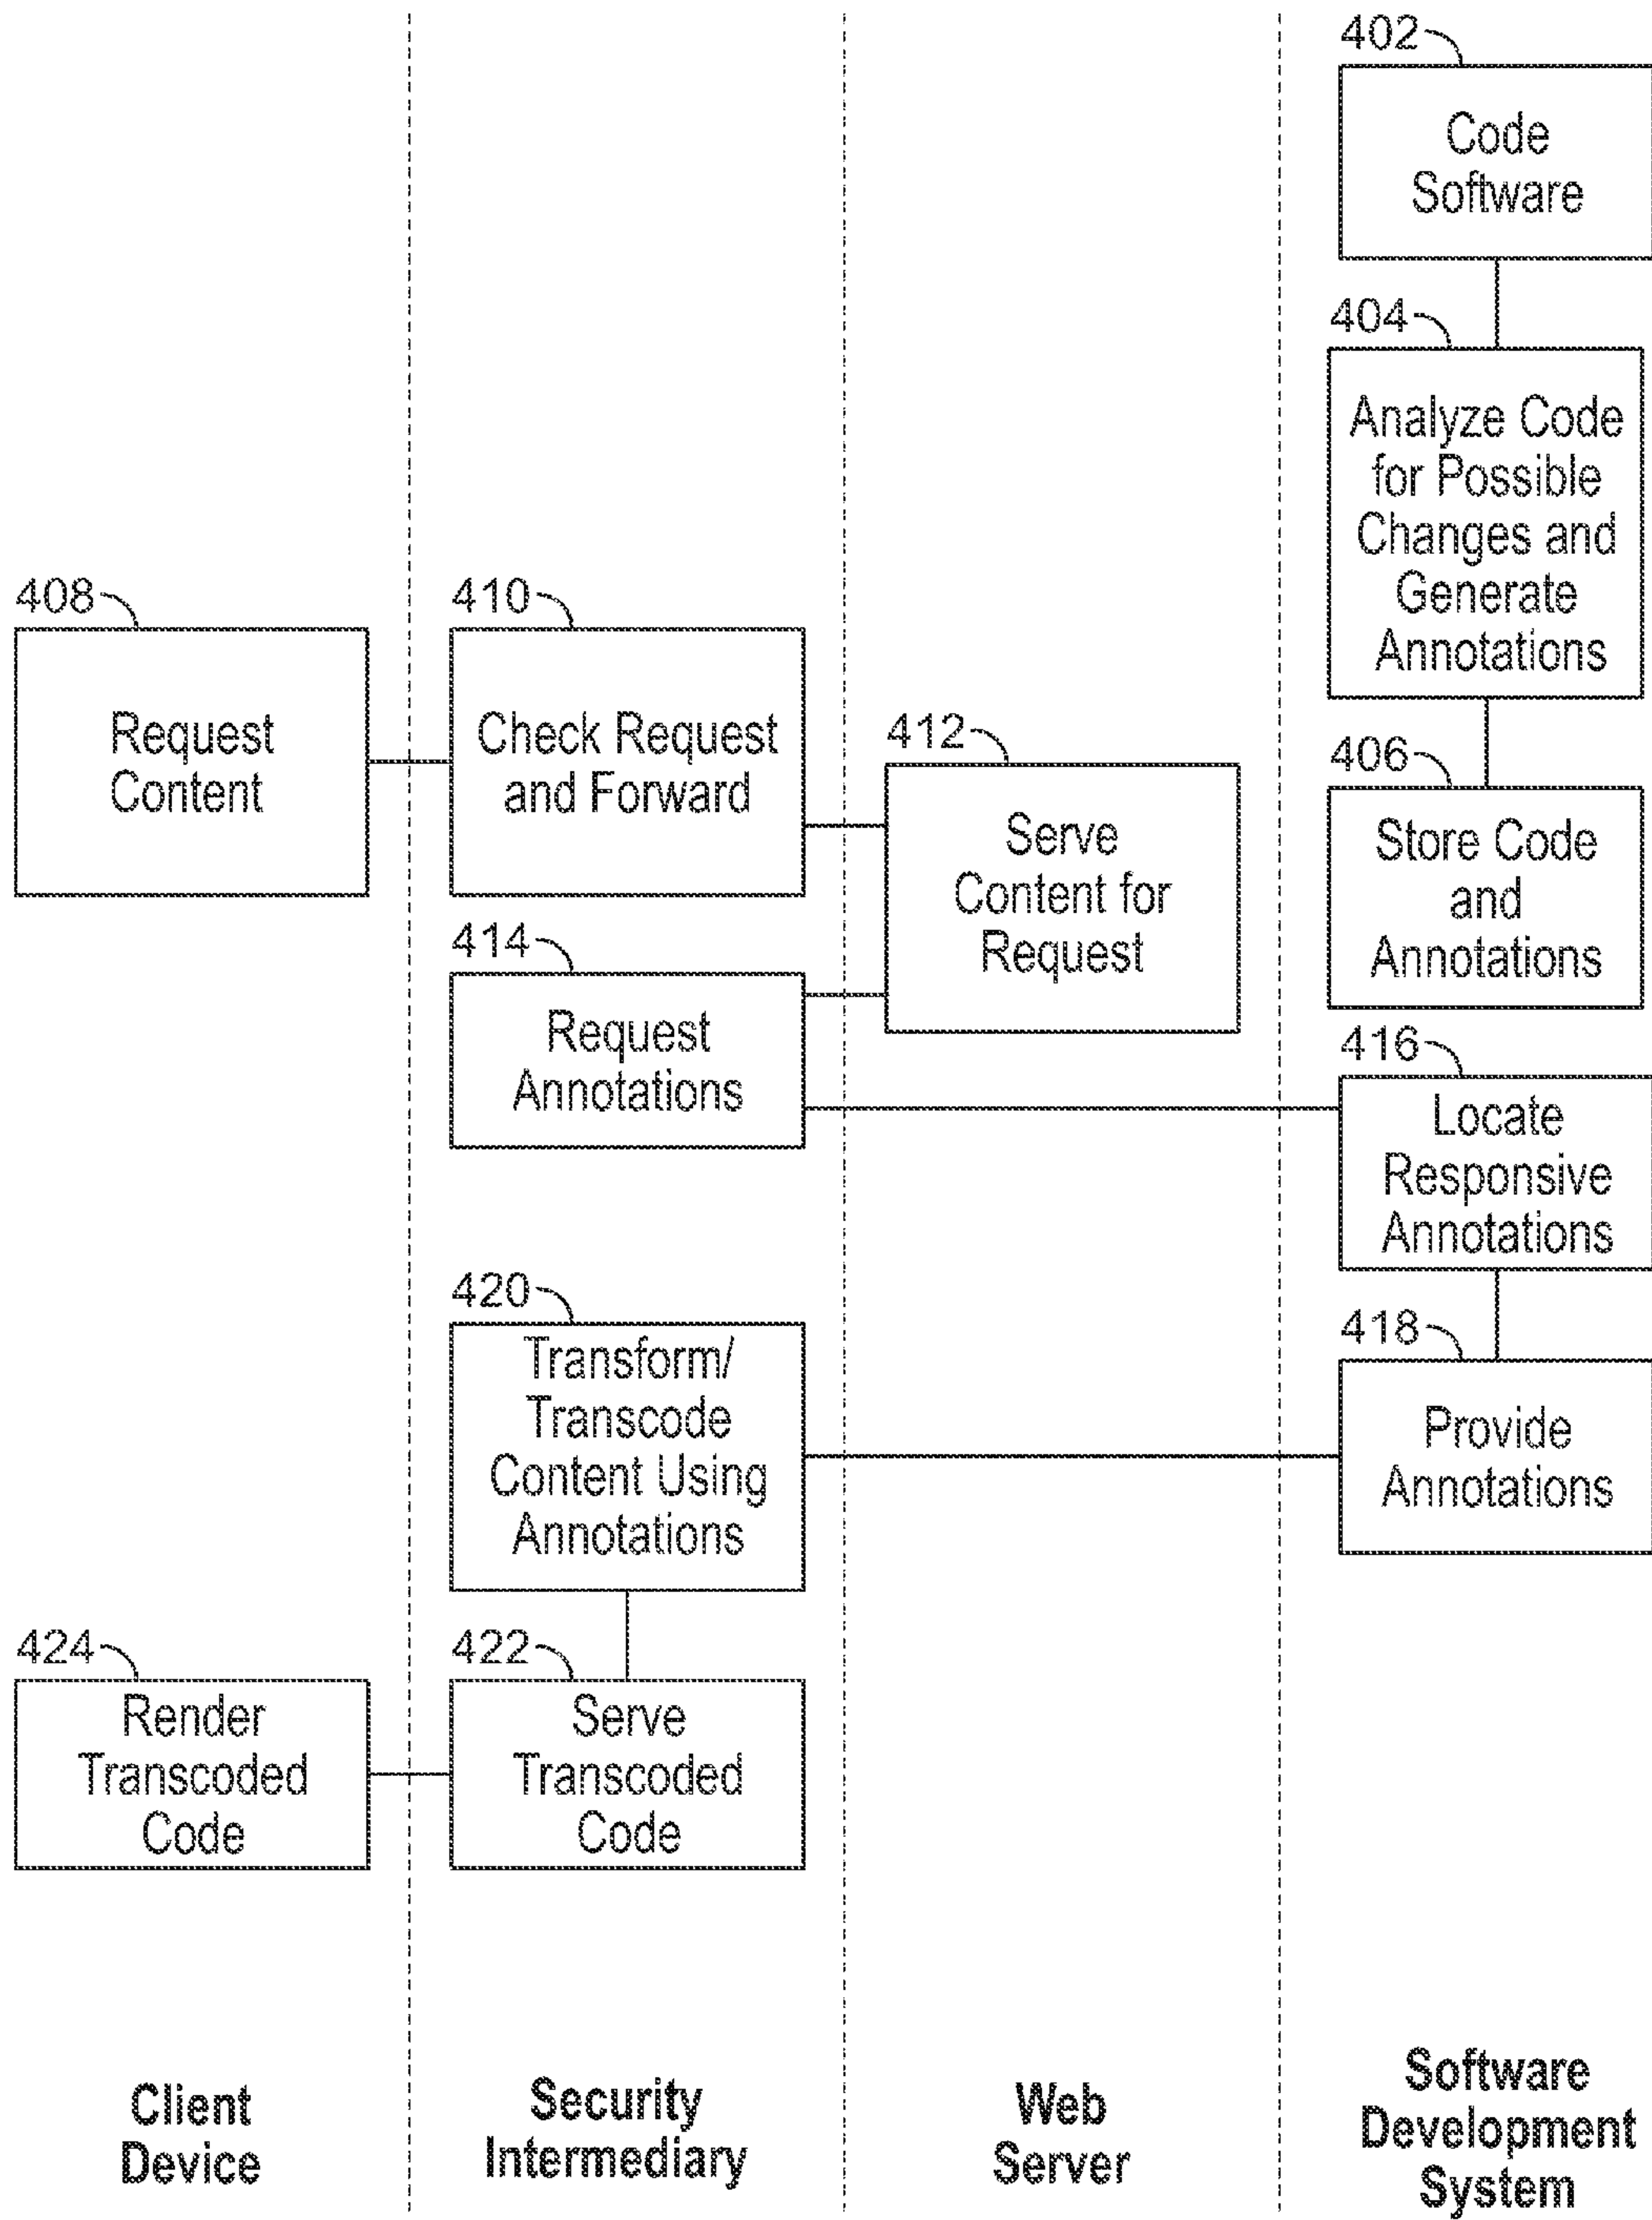 402
Code
Software
404
Analyze Code
for Possible
Changes and
Generate
Annotations
408
Request
Content
410
Check Request
and Forward
412
Serve
Content for
Request
406
Store Code
and
Annotations
414
Request
Annotations
416
Locate
Responsive
Annotations
420
Transform/
Transcode
Content Using
Annotations
418
Provide
Annotations
424
Render
Transcoded
Code
422
Serve
Transcoded
Code
Client
Device
Security
Intermediary
Web
Server
Software
Development
System